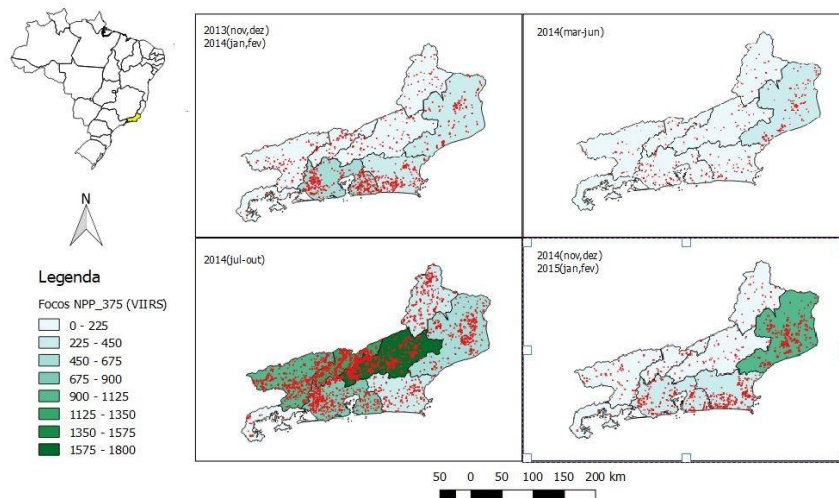 2013(nov,dez)
2014(jan,fev)
2014(mar-jun)
N
2014(jul-out)
2014(nov,dez)
2015(jan,fev)
Legenda
Focos NPP_375 (VIIRS)
0 - 225
225 - 450
450 - 675
675 - 900
900 - 1125
1125 - 1350
1350 - 1575
1575 - 1800
50 0 50 100 150 200 km